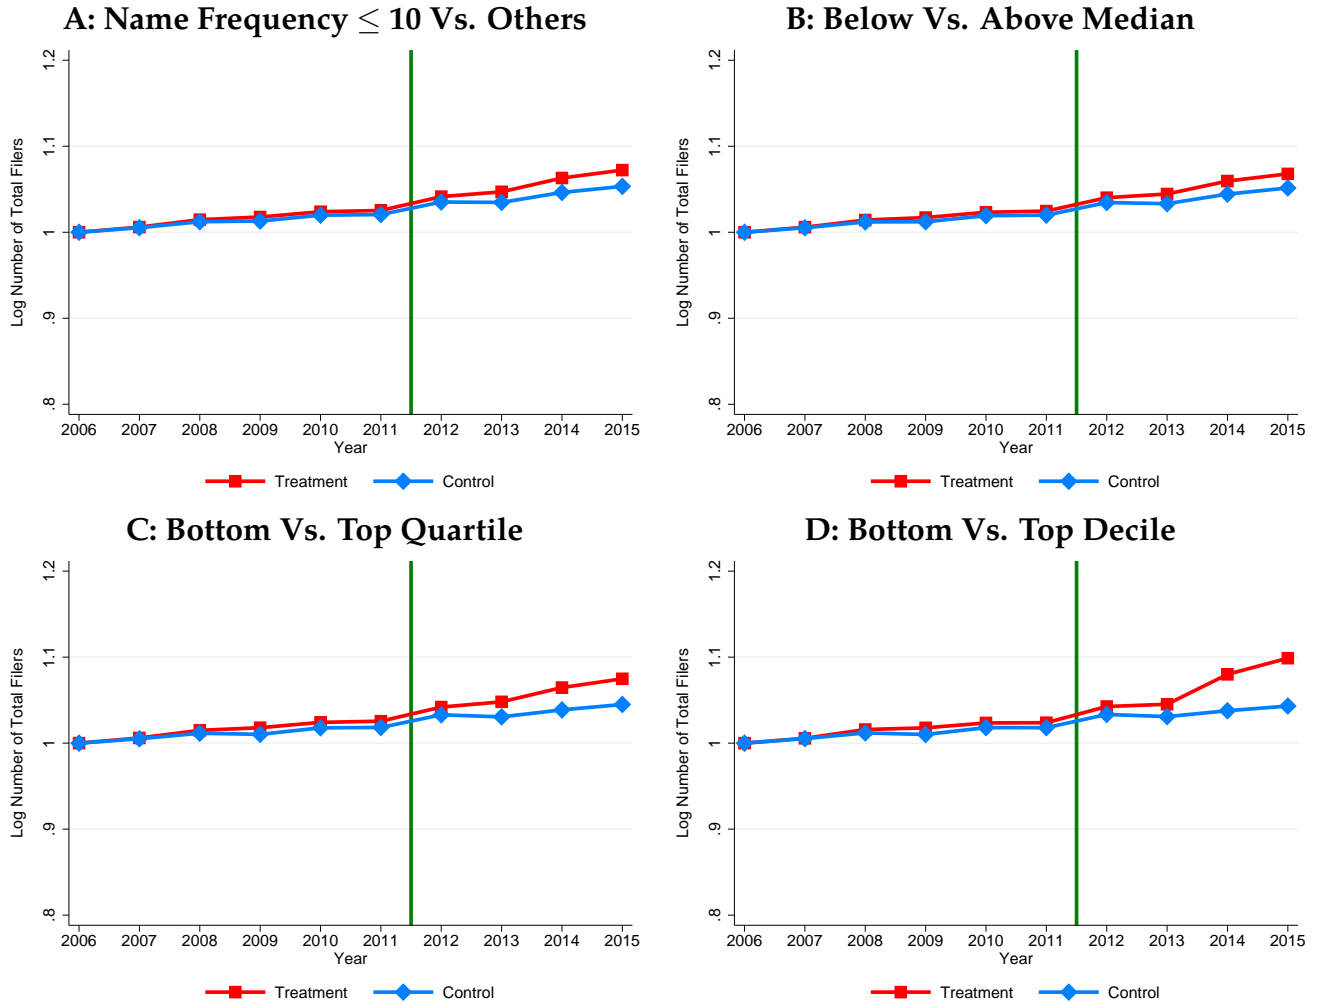 A: Name Frequency ≤ 10 Vs. Others
Log Number of Total Filers
1.2
1.1
1
.9
.8
2006 2007 2008 2009 2010 2011 2012 2013 2014 2015
Year
Treatment Control
B: Below Vs. Above Median
Log Number of Total Filers
1.2
1.1
1
.9
.8
2006 2007 2008 2009 2010 2011 2012 2013 2014 2015
Year
Treatment Control
C: Bottom Vs. Top Quartile
Log Number of Total Filers
1.2
1.1
1
.9
.8
2006 2007 2008 2009 2010 2011 2012 2013 2014 2015
Year
Treatment Control
D: Bottom Vs. Top Decile
Log Number of Total Filers
1.2
1.1
1
.9
.8
2006 2007 2008 2009 2010 2011 2012 2013 2014 2015
Year
Treatment Control